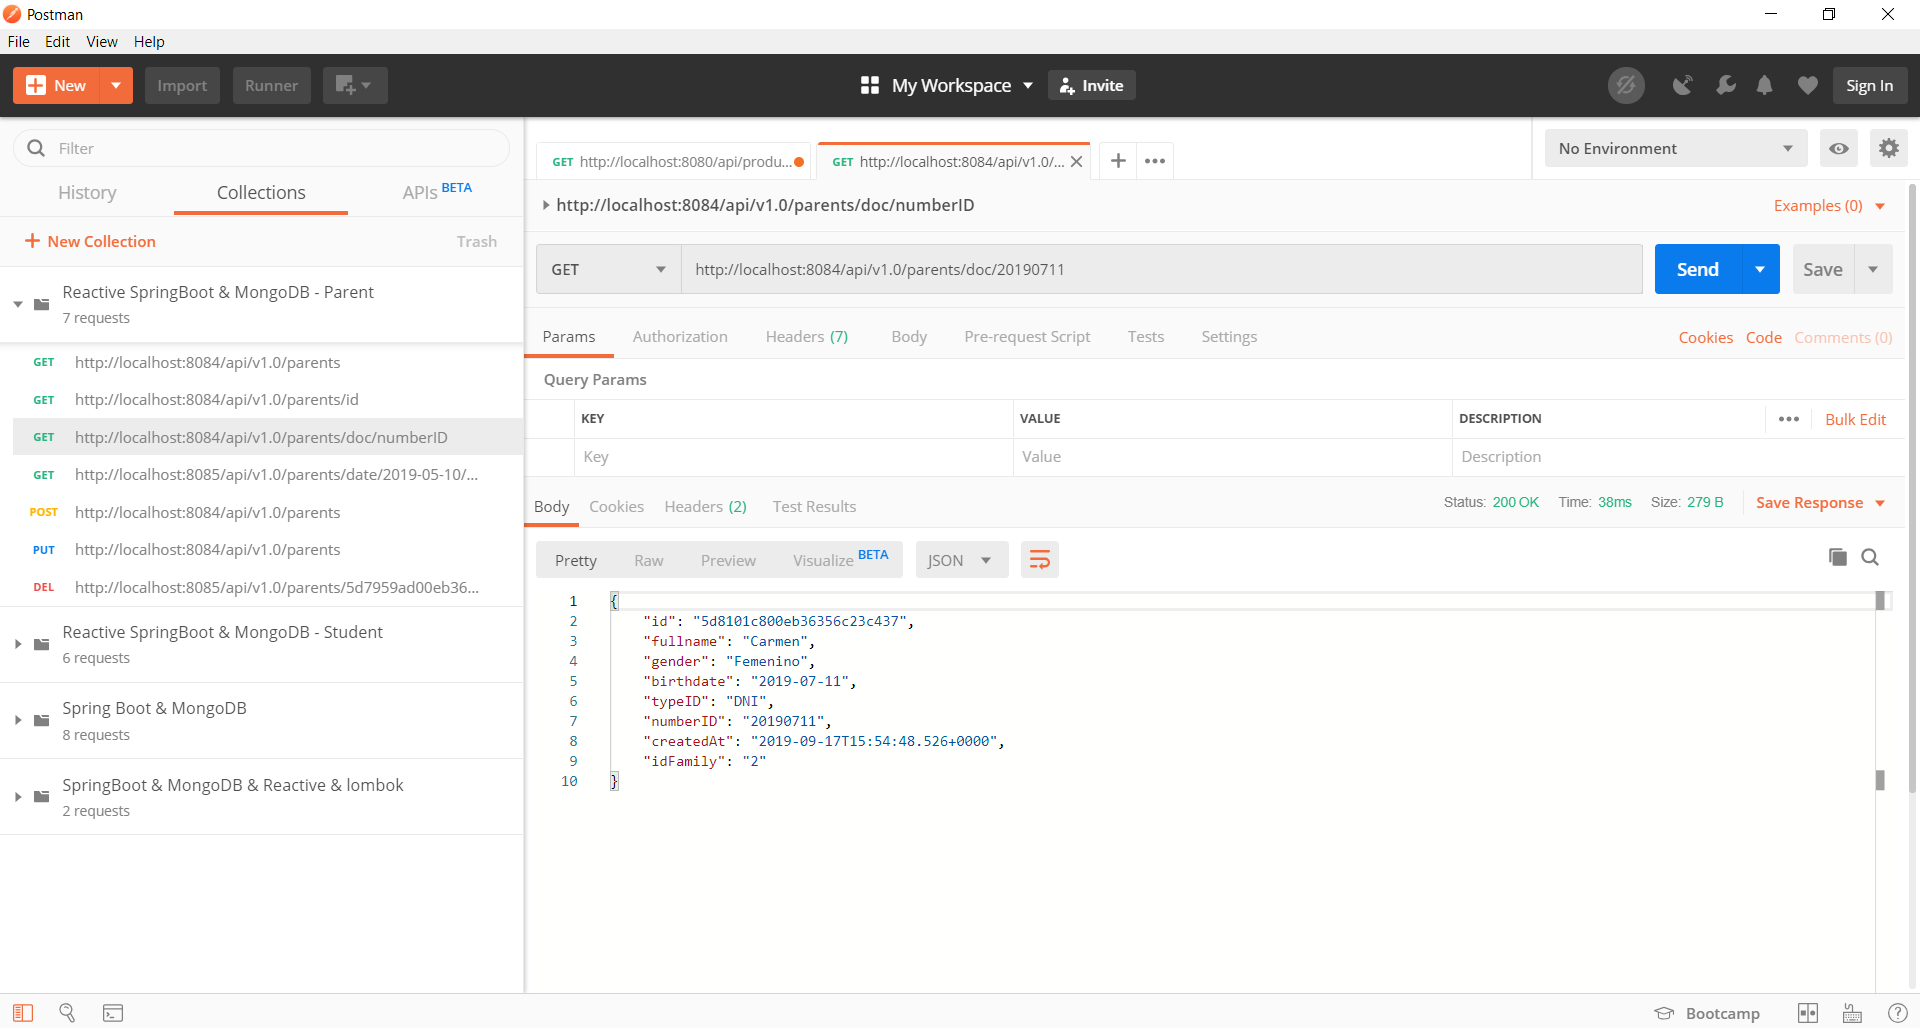 Postman
File Edit View Help
New Import Runner My Workspace Invite Sign In
Filter
History Collections APIs BETA
New Collection Trash
Reactive SpringBoot & MongoDB - Parent
7 requests
GET http://localhost:8084/api/v1.0/parents
GET http://localhost:8084/api/v1.0/parents/id
GET http://localhost:8084/api/v1.0/parents/doc/numberID
GET http://localhost:8085/api/v1.0/parents/date/2019-05-10/...
POST http://localhost:8084/api/v1.0/parents
PUT http://localhost:8084/api/v1.0/parents
DEL http://localhost:8085/api/v1.0/parents/5d7959ad00eb36...
Reactive SpringBoot & MongoDB - Student
6 requests
Spring Boot & MongoDB
8 requests
SpringBoot & MongoDB & Reactive & lombok
2 requests
GET http://localhost:8080/api/produ... GET http://localhost:8084/api/v1.0/... No Environment
http://localhost:8084/api/v1.0/parents/doc/numberID Examples (0)
GET http://localhost:8084/api/v1.0/parents/doc/20190711 Send Save
Params Authorization Headers (7) Body Pre-request Script Tests Settings Cookies Code Comments (0)
Query Params
KEY VALUE DESCRIPTION Bulk Edit
Key Value Description
Body Cookies Headers (2) Test Results Status: 200 OK Time: 38ms Size: 279 B Save Response
Pretty Raw Preview Visualize BETA JSON
1 {
2 "id": "5d8101c800eb36356c23c437",
3 "fullname": "Carmen",
4 "gender": "Femenino",
5 "birthdate": "2019-07-11",
6 "typeID": "DNI",
7 "numberID": "20190711",
8 "createdAt": "2019-09-17T15:54:48.526+0000",
9 "idFamily": "2"
10 }
Bootcamp